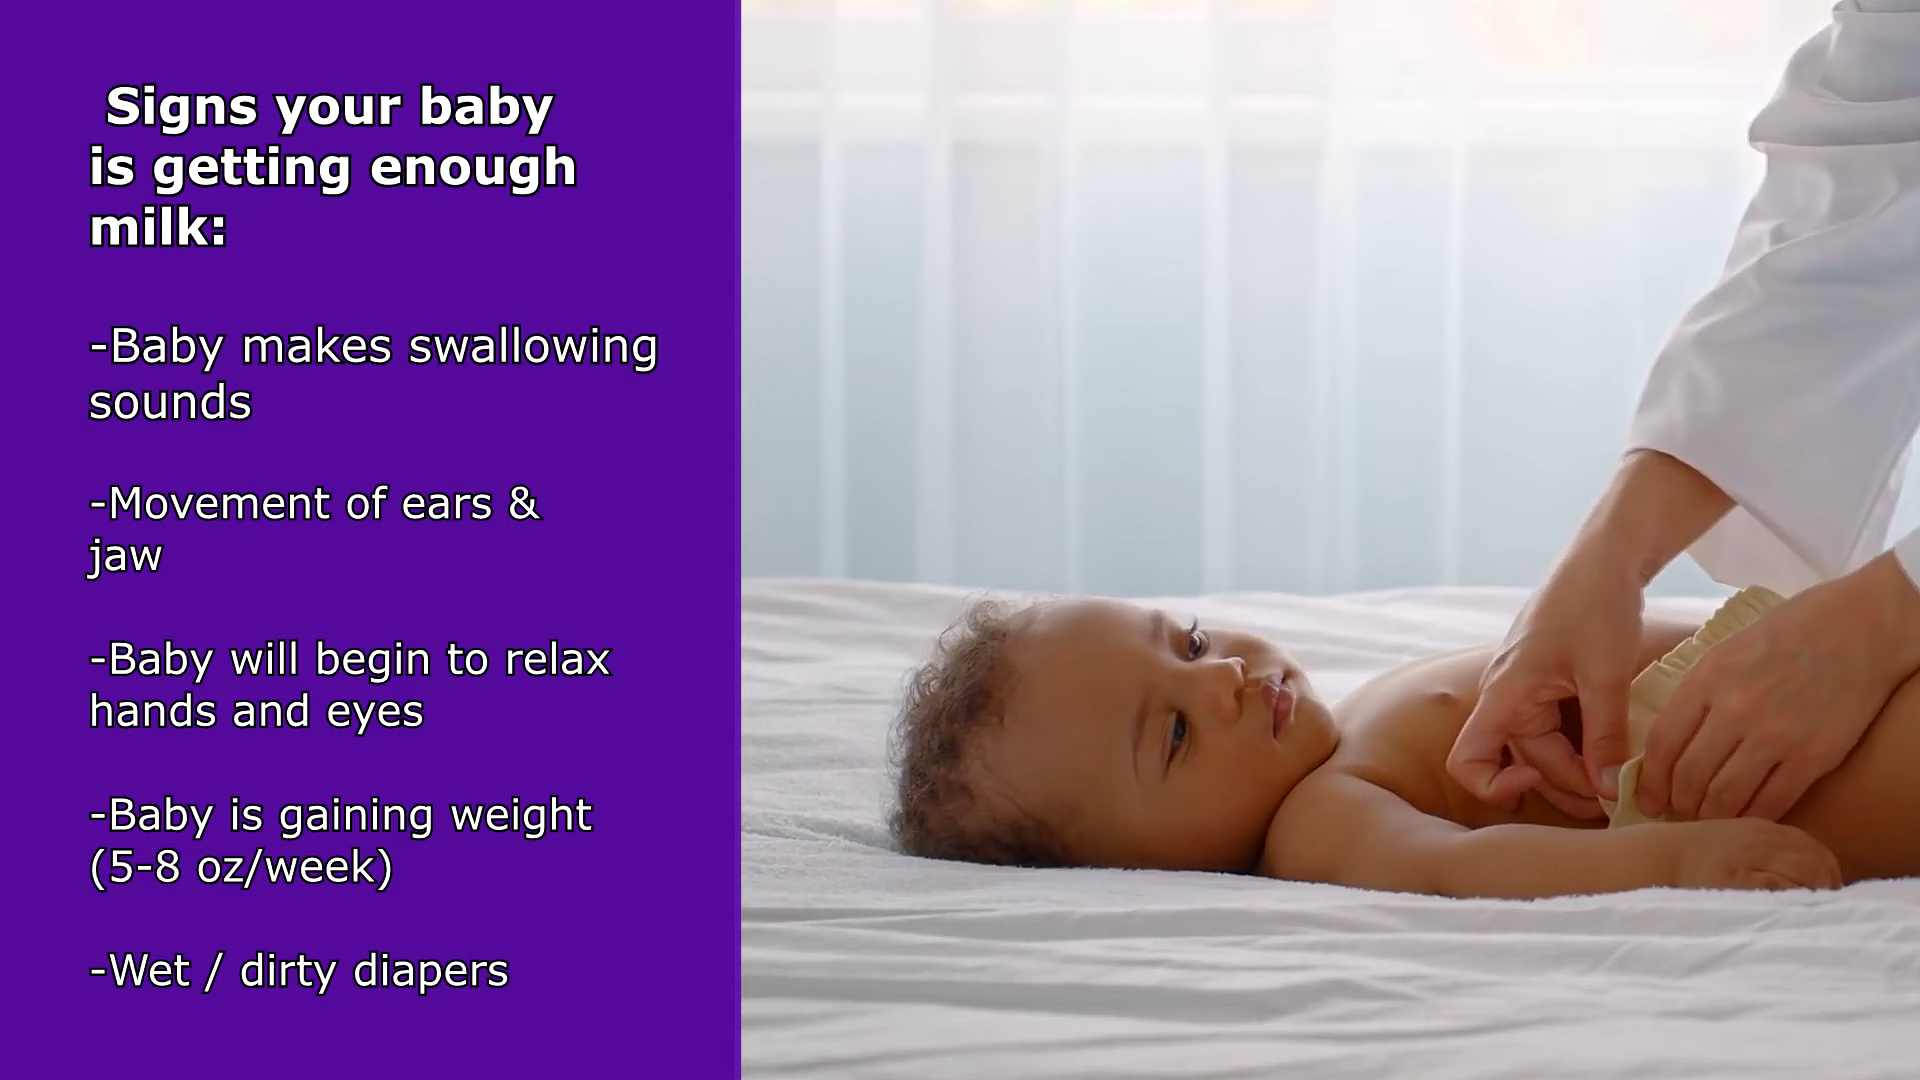 Signs your baby
is getting enough
milk:
-Baby makes swallowing
sounds
-Movement of ears &
jaw
-Baby will begin to relax
hands and eyes
-Baby is gaining weight
(5-8 oz/week)
-Wet / dirty diapers